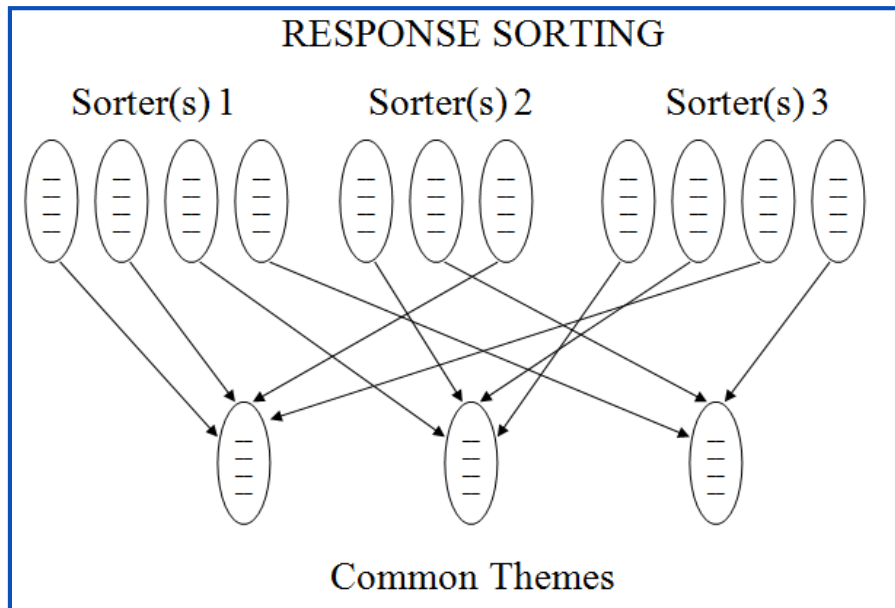 RESPONSE SORTING
Sorter(s) 1 Sorter(s) 2 Sorter(s) 3
Common Themes